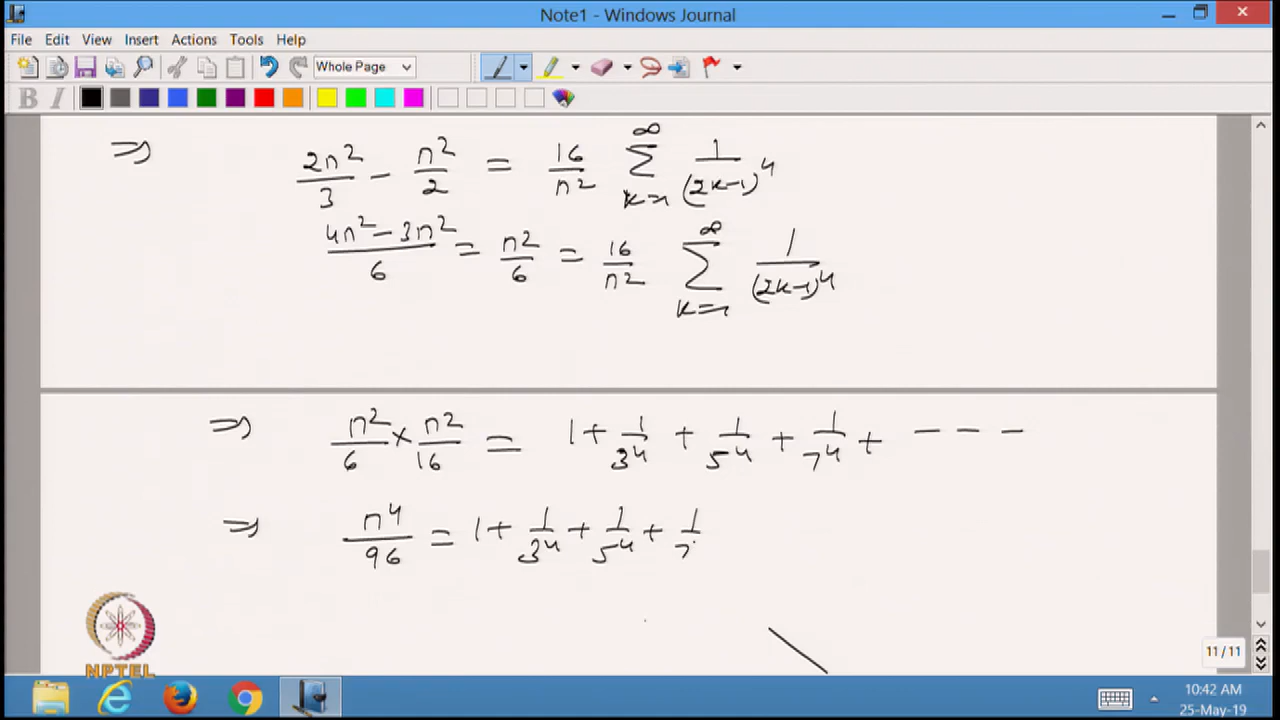 Note1 - Windows Journal
File Edit View Insert Actions Tools Help
Whole Page
B I
⇒ 2π²/3 − π²/2 = 16/π² ∑_{k=1}^{∞} 1/(2k−1)⁴
(4π² − 3π²)/6 = π²/6 = 16/π² ∑_{k=1}^{∞} 1/(2k−1)⁴
⇒ π²/6 × π²/16 = 1 + 1/3⁴ + 1/5⁴ + 1/7⁴ + − − −
⇒ π⁴/96 = 1 + 1/3⁴ + 1/5⁴ + 1/7
NPTEL
11/11
10:42 AM
25-May-19